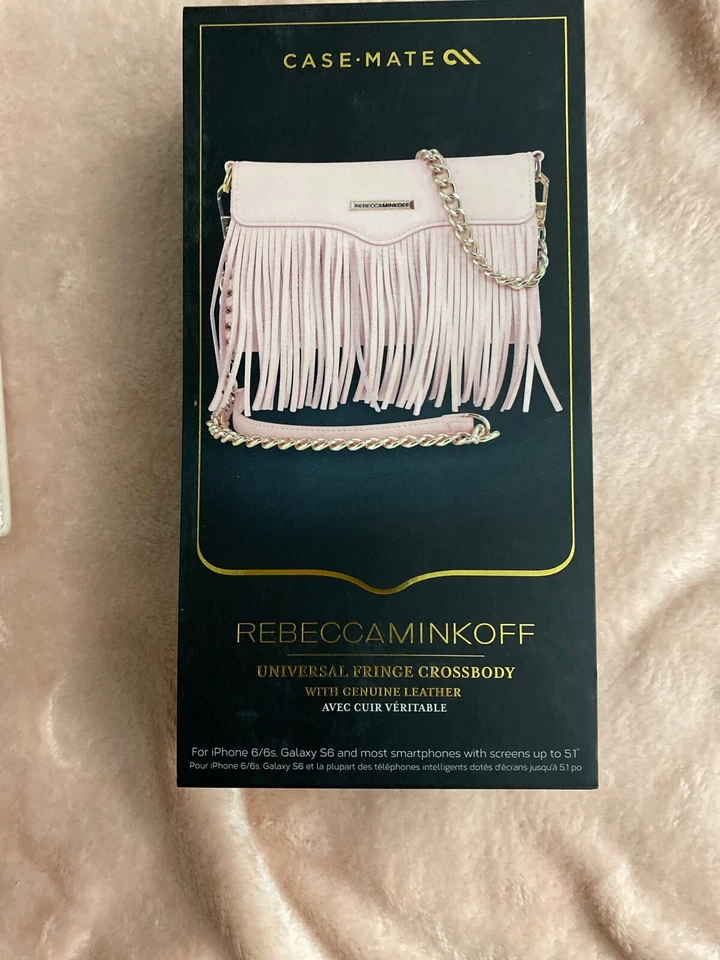 CASE·MATE
REBECCAMINKOFF
REBECCAMINKOFF
UNIVERSAL FRINGE CROSSBODY
WITH GENUINE LEATHER
AVEC CUIR VÉRITABLE
For iPhone 6/6s, Galaxy S6 and most smartphones with screens up to 5.1"
Pour iPhone 6/6s, Galaxy S6 et la plupart des téléphones intelligents dotés d'écrans jusqu'à 5.1 po